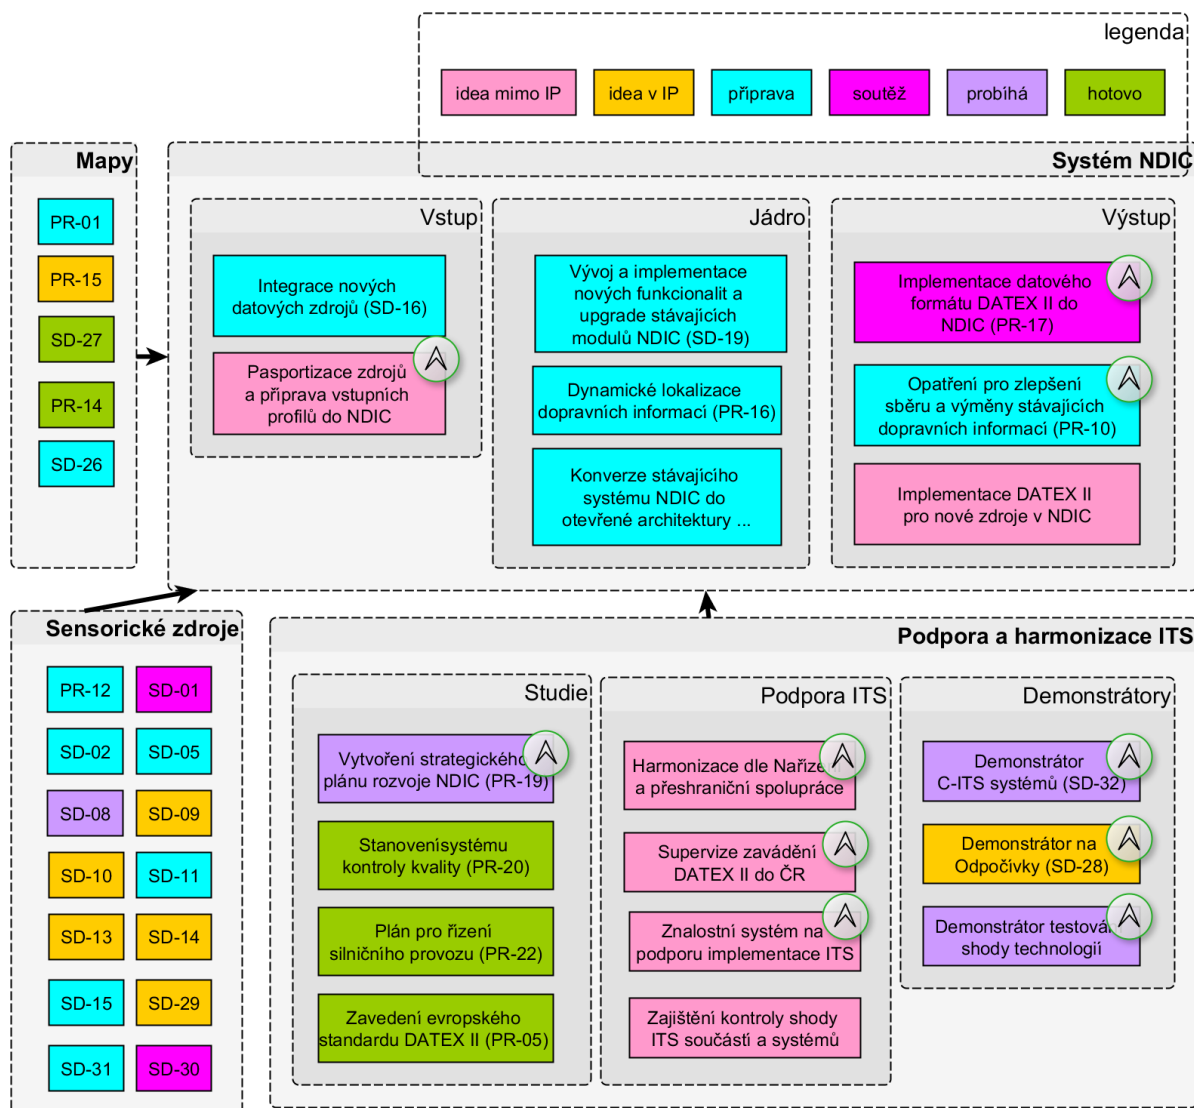 legenda
idea mimo IP
idea v IP
příprava
soutěž
probíhá
hotovo
Mapy
PR-01
PR-15
SD-27
PR-14
SD-26
Systém NDIC
Vstup
Integrace nových
datových zdrojů (SD-16)
Pasportizace zdrojů
a příprava vstupních
profilů do NDIC
Jádro
Vývoj a implementace
nových funkcionalit a
upgrade stávajících
modulů NDIC (SD-19)
Dynamické lokalizace
dopravních informací (PR-16)
Konverze stávajícího
systému NDIC do
otevřené architektury ...
Výstup
Implementace datového
formátu DATEX II do
NDIC (PR-17)
Opatření pro zlepšení
sběru a výměny stávajících
dopravních informací (PR-10)
Implementace DATEX II
pro nové zdroje v NDIC
Sensorické zdroje
PR-12
SD-01
SD-02
SD-05
SD-08
SD-09
SD-10
SD-11
SD-13
SD-14
SD-15
SD-29
SD-31
SD-30
Podpora a harmonizace ITS
Studie
Vytvoření strategického
plánu rozvoje NDIC (PR-19)
Stanovenísystému
kontroly kvality (PR-20)
Plán pro řízení
silničního provozu (PR-22)
Zavedení evropského
standardu DATEX II (PR-05)
Podpora ITS
Harmonizace dle
a přeshraniční spolupráce
Supervize zavádění
DATEX II do ČR
Znalostní systém na
podporu implementace ITS
Zajištění kontroly shody
ITS součástí a systémů
Demonstrátory
Demonstrátor
C-ITS systémů (SD-32)
Demonstrátor na
Odpočívky (SD-28)
Demonstrátor
shody technologií